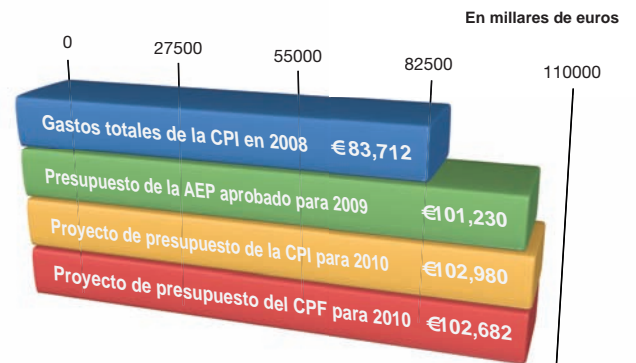 En millares de euros
0 27500 55000 82500 110000
Gastos totales de la CPI en 2008 €83,712
Presupuesto de la AEP aprobado para 2009 €101,230
Proyecto de presupuesto de la CPI para 2010 €102,980
Proyecto de presupuesto del CPF para 2010 €102,682